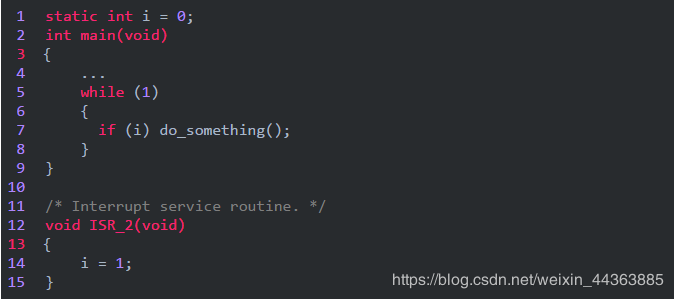 1 static int i = 0;
2 int main(void)
3 {
4     ...
5     while (1)
6     {
7       if (i) do_something();
8     }
9 }
10
11 /* Interrupt service routine. */
12 void ISR_2(void)
13 {
14     i = 1;
15 }
https://blog.csdn.net/weixin_44363885